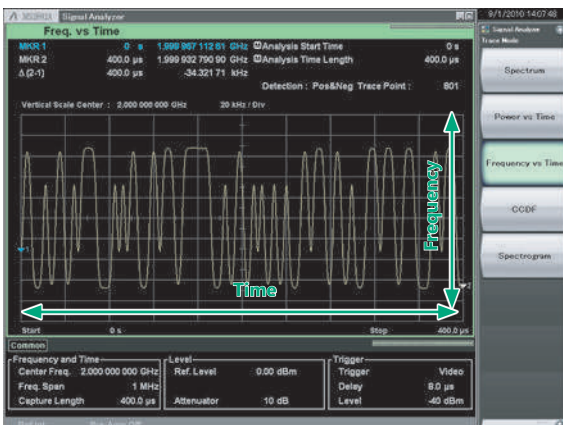 Signal Analyzer
9/1/2010 14:07:48
Freq. vs Time
MKR 1 0 s 1.999 967 112 61 GHz Analysis Start Time 0 s
MKR 2 400.0 µs 1.999 932 790 90 GHz Analysis Time Length 400.0 µs
Δ (2-1) 400.0 µs -34.321 71 kHz
Detection : Pos&Neg Trace Point : 801
Vertical Scale Center : 2.000 000 000 GHz 20 kHz / Div
1
Frequency
Time
2
Start 0 s Stop 400.0 µs
Common
Frequency and Time
Center Freq. 2.000 000 000 GHz
Freq. Span 1 MHz
Capture Length 400.0 µs
Level
Ref. Level 0.00 dBm
Attenuator 10 dB
Trigger
Trigger Video
Delay 8.0 µs
Level -40 dBm
Signal Analyzer
Trace Mode
Spectrum
Power vs Time
Frequency vs Time
CCDF
Spectrogram